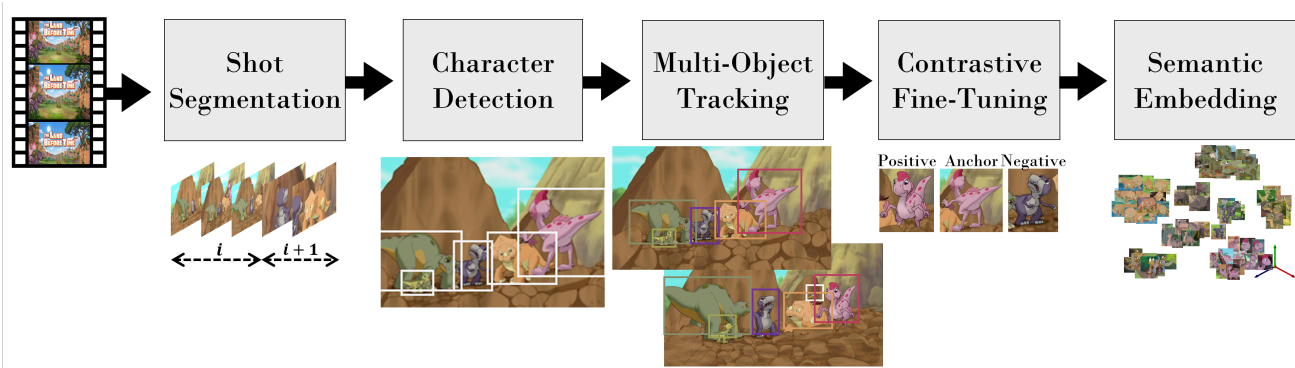 THE LAND
BEFORE TIME
THE LAND
BEFORE TIME
THE LAND
BEFORE TIME
Shot
Segmentation
Character
Detection
Multi-Object
Tracking
Contrastive
Fine-Tuning
Semantic
Embedding
Positive Anchor Negative
i
i + 1